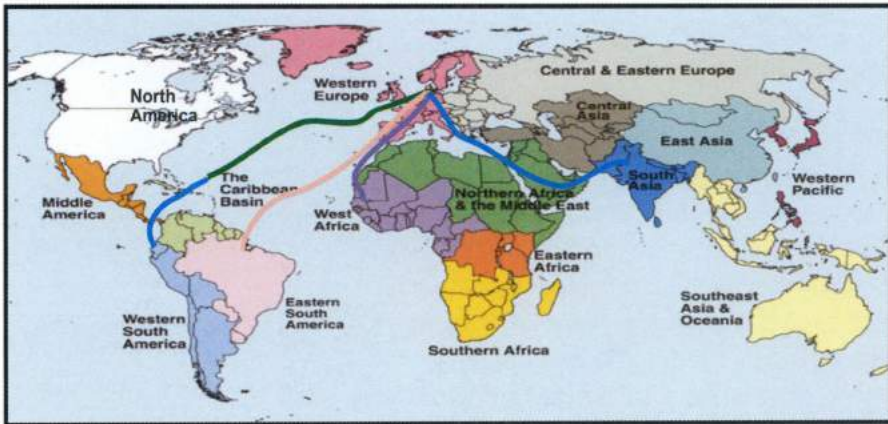 North
America
Western
Europe
Central & Eastern Europe
Central
Asia
East Asia
The
Caribbean
Basin
Middle
America
Northern Africa
& the Middle East
South
Asia
Western
Pacific
West
Africa
Eastern
Africa
Eastern
South
America
Western
South
America
Southern Africa
Southeast
Asia &
Oceania